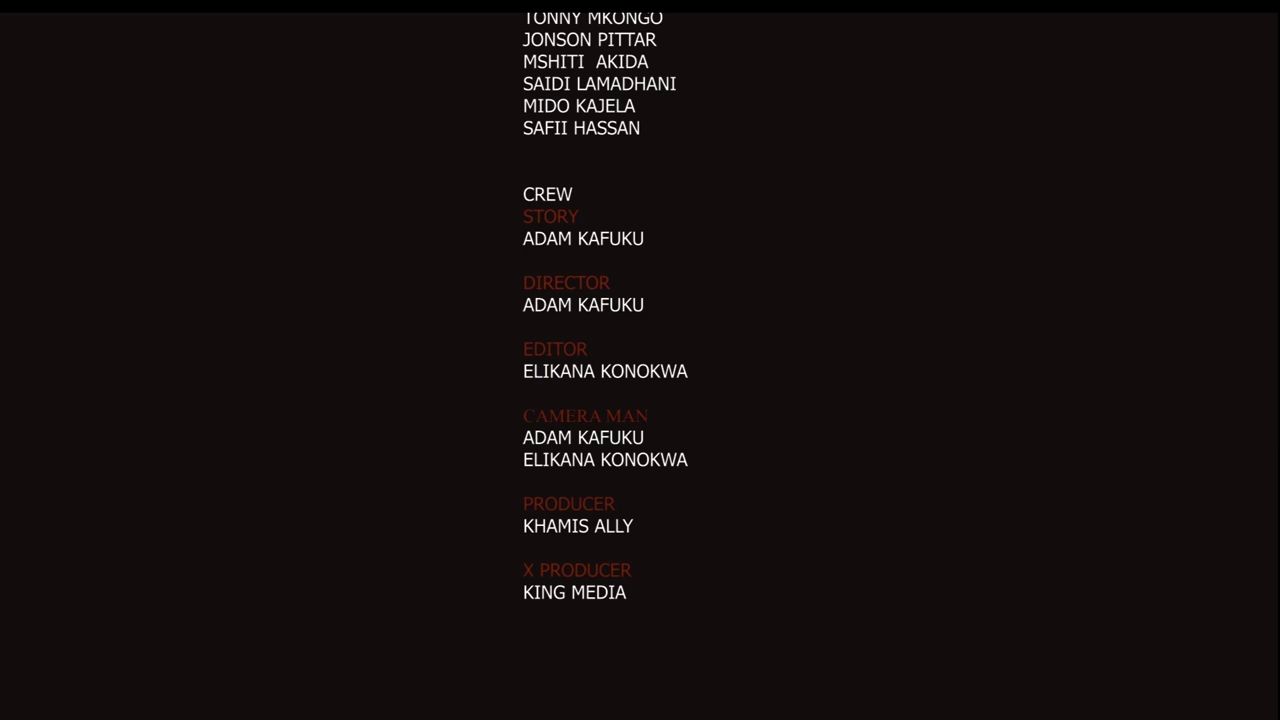 TONNY MKONGO
JONSON PITTAR
MSHITI  AKIDA
SAIDI LAMADHANI
MIDO KAJELA
SAFII HASSAN
CREW
STORY
ADAM KAFUKU
DIRECTOR
ADAM KAFUKU
EDITOR
ELIKANA KONOKWA
CAMERA MAN
ADAM KAFUKU
ELIKANA KONOKWA
PRODUCER
KHAMIS ALLY
X PRODUCER
KING MEDIA